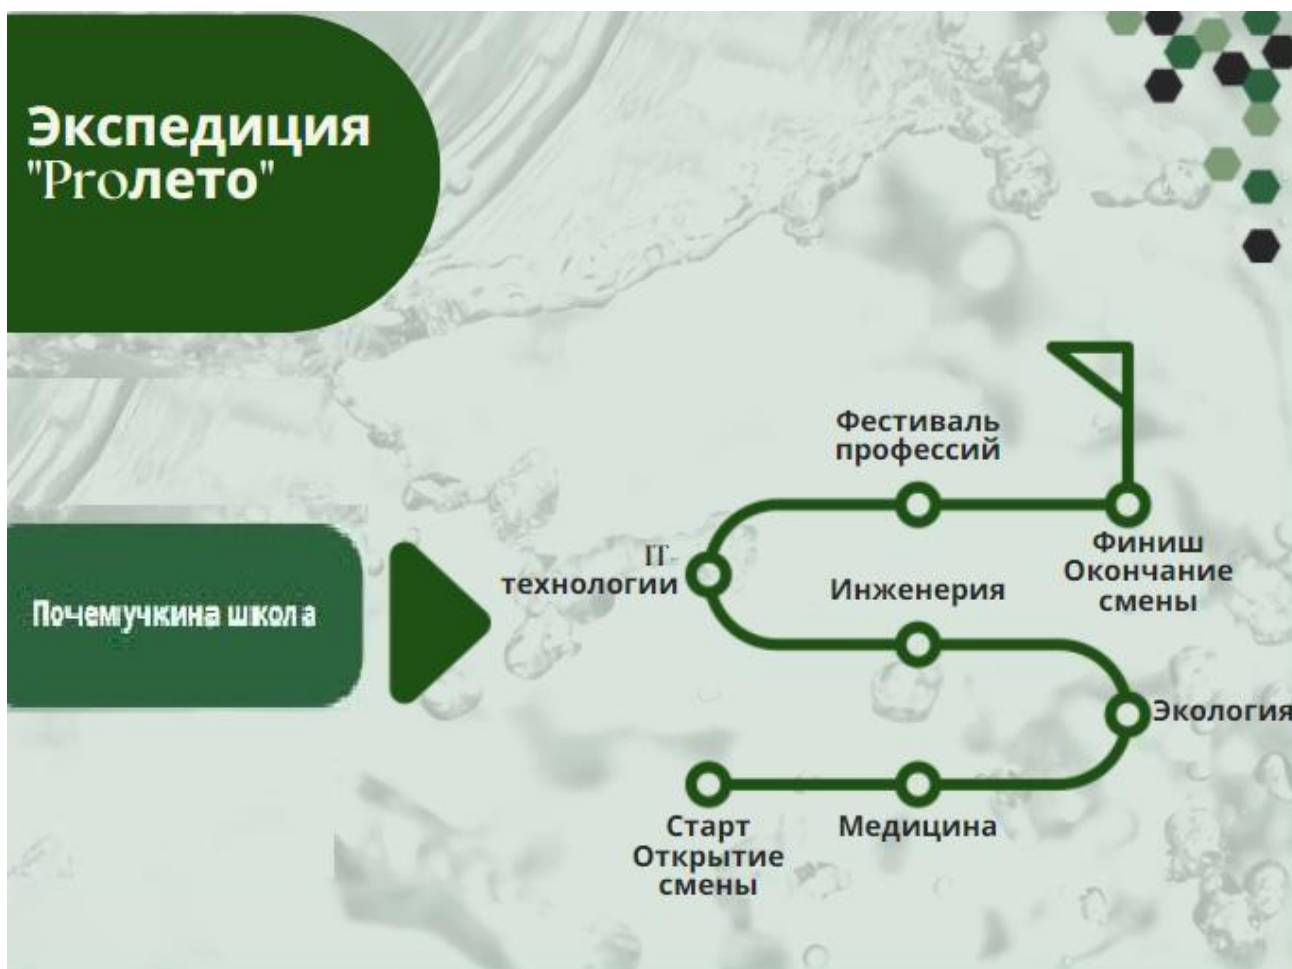 Экспедиция
"Proлето"
Почемучкина школа
Фестиваль
профессий
IT-
технологии
Финиш
Окончание
смены
Инженерия
Экология
Старт
Открытие
смены
Медицина